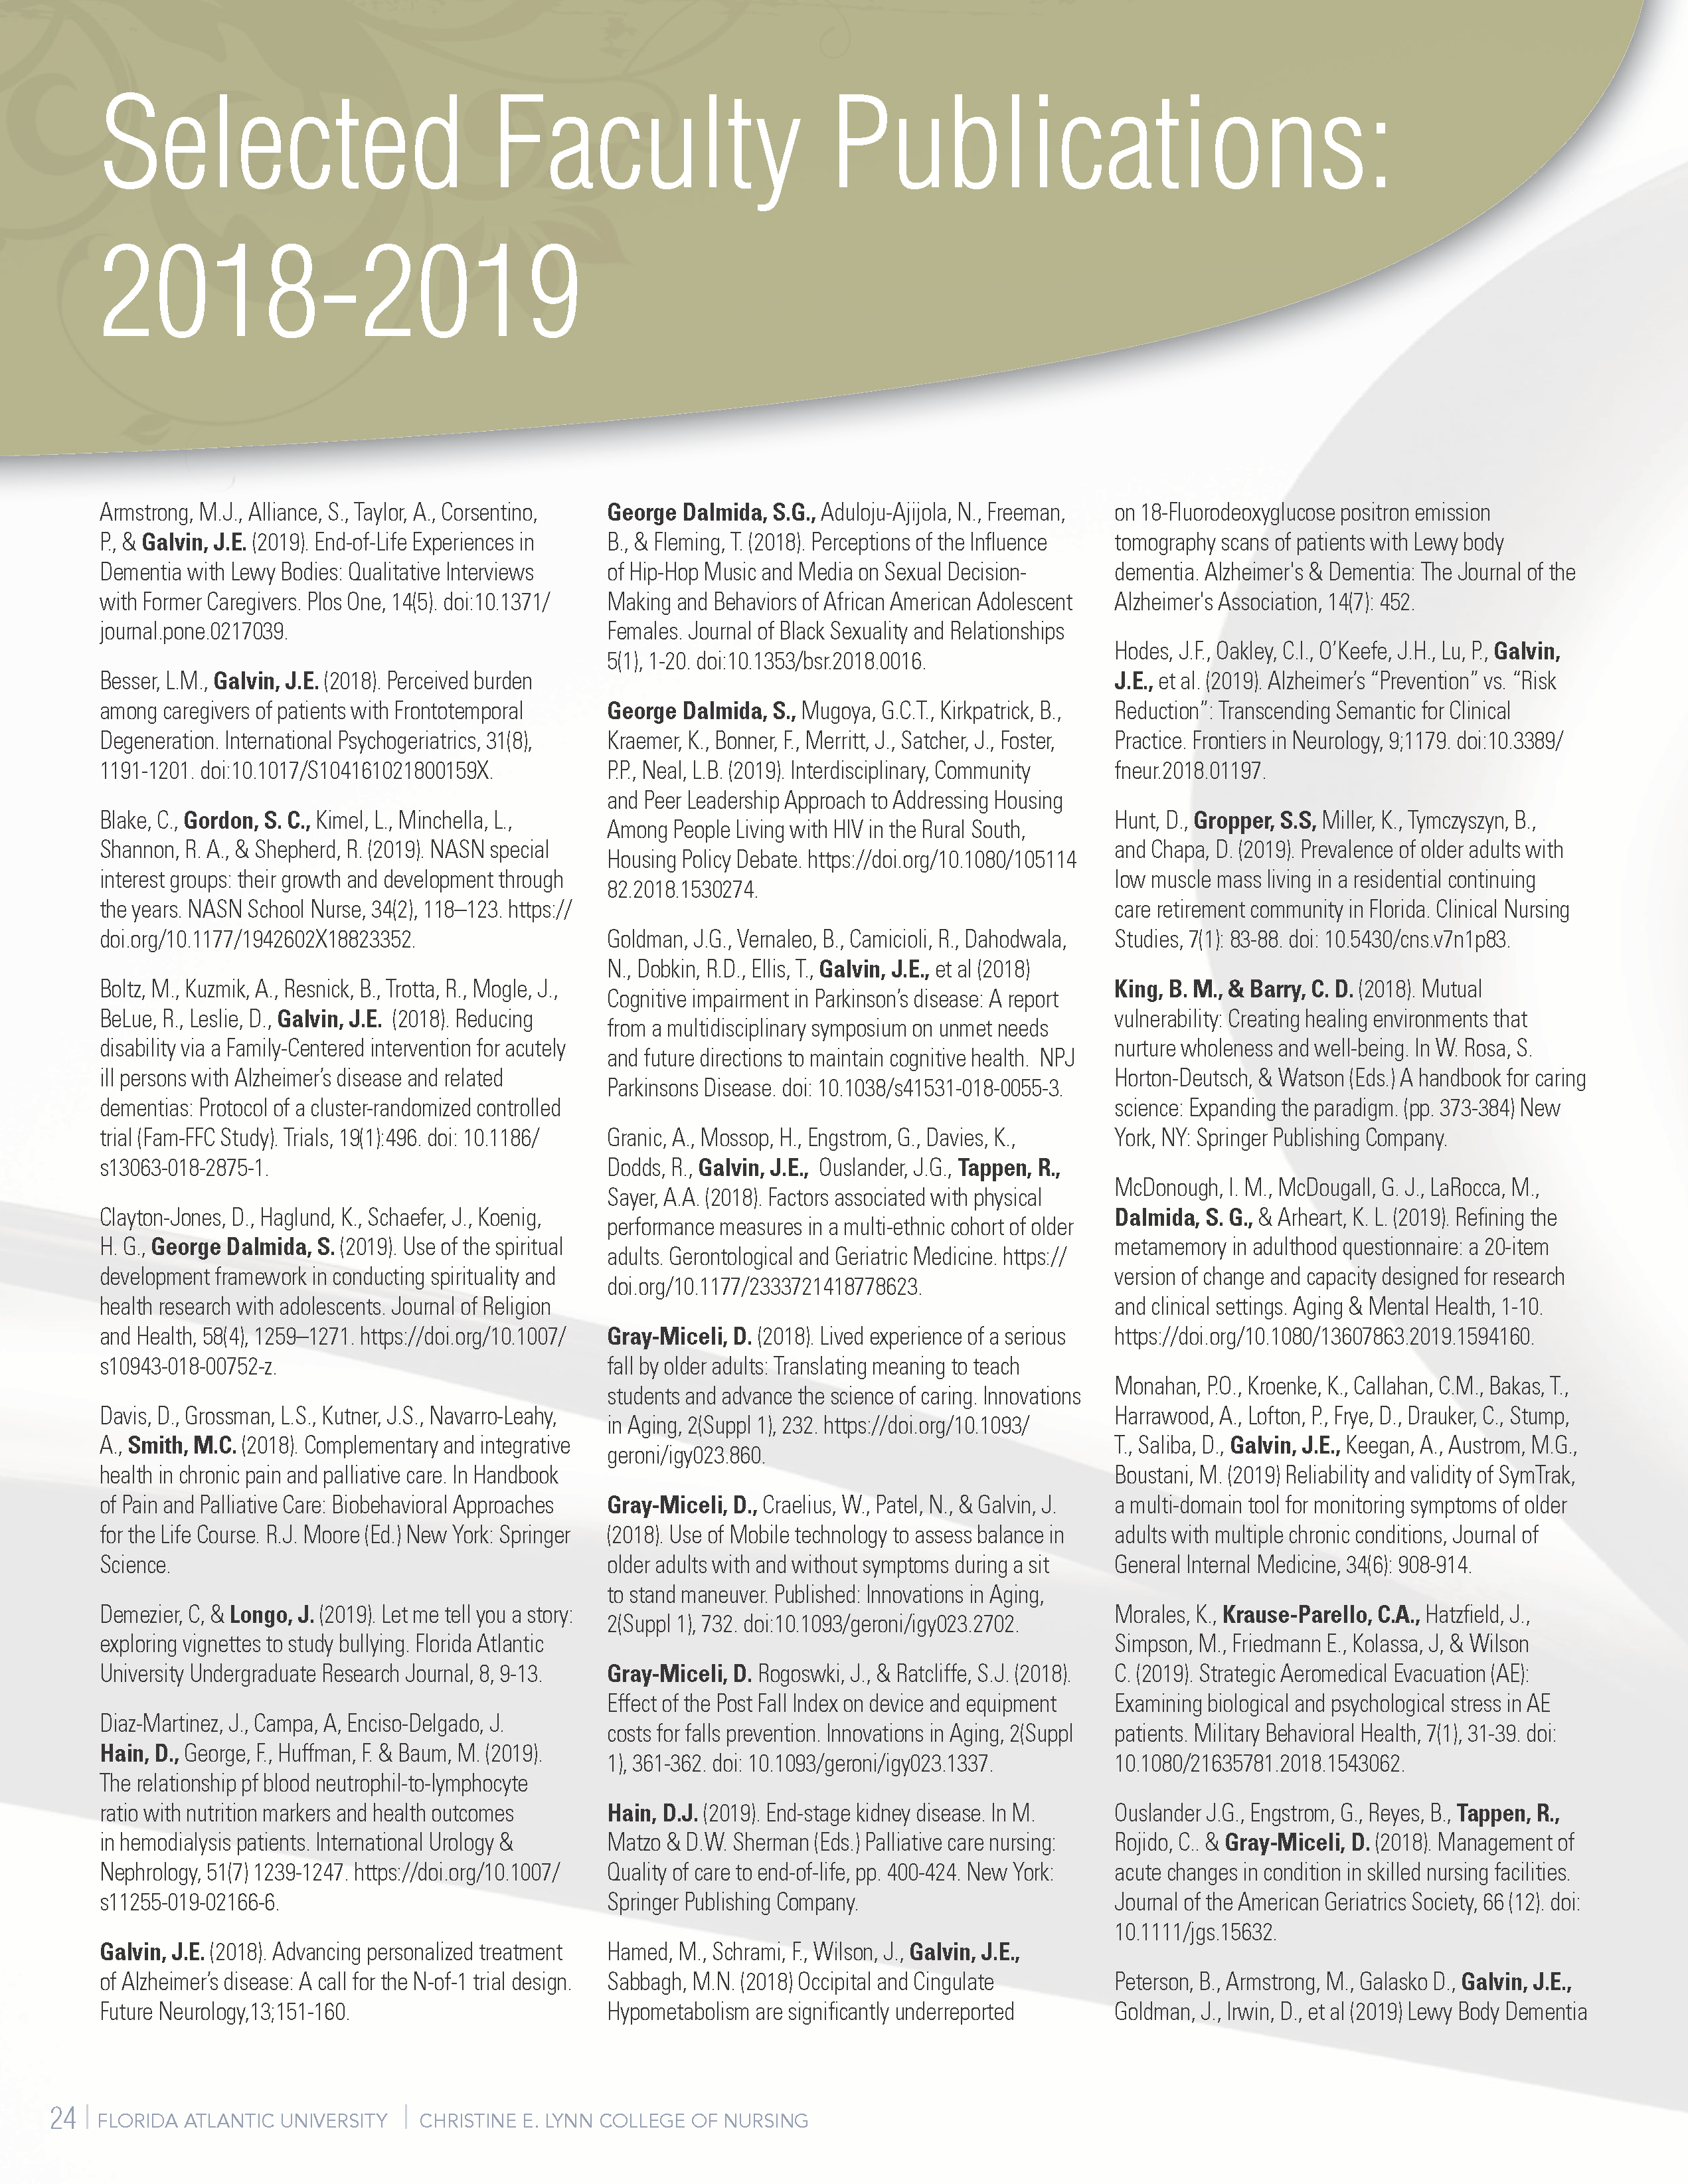 Selected Faculty Publications:
2018-2019
Armstrong, M.J., Alliance, S., Taylor, A., Corsentino,
P., & Galvin, J.E. (2019). End-of-Life Experiences in
Dementia with Lewy Bodies: Qualitative Interviews
with Former Caregivers. Plos One, 14(5). doi:10.1371/
journal.pone.0217039.
Besser, L.M., Galvin, J.E. (2018). Perceived burden
among caregivers of patients with Frontotemporal
Degeneration. International Psychogeriatrics, 31(8),
1191-1201. doi:10.1017/S104161021800159X.
Blake, C., Gordon, S. C., Kimel, L., Minchella, L.,
Shannon, R. A., & Shepherd, R. (2019). NASN special
interest groups: their growth and development through
the years. NASN School Nurse, 34(2), 118–123. https://
doi.org/10.1177/1942602X18823352.
Boltz, M., Kuzmik, A., Resnick, B., Trotta, R., Mogle, J.,
BeLue, R., Leslie, D., Galvin, J.E. (2018). Reducing
disability via a Family-Centered intervention for acutely
ill persons with Alzheimer's disease and related
dementias: Protocol of a cluster-randomized controlled
trial (Fam-FFC Study). Trials, 19(1):496. doi: 10.1186/
s13063-018-2875-1.
Clayton-Jones, D., Haglund, K., Schaefer, J., Koenig,
H. G., George Dalmida, S. (2019). Use of the spiritual
development framework in conducting spirituality and
health research with adolescents. Journal of Religion
and Health, 58(4), 1259–1271. https://doi.org/10.1007/
s10943-018-00752-z.
Davis, D., Grossman, L.S., Kutner, J.S., Navarro-Leahy,
A., Smith, M.C. (2018). Complementary and integrative
health in chronic pain and palliative care. In Handbook
of Pain and Palliative Care: Biobehavioral Approaches
for the Life Course. R.J. Moore (Ed.) New York: Springer
Science.
Demezier, C, & Longo, J. (2019). Let me tell you a story:
exploring vignettes to study bullying. Florida Atlantic
University Undergraduate Research Journal, 8, 9-13.
Diaz-Martinez, J., Campa, A, Enciso-Delgado, J.
Hain, D., George, F., Huffman, F. & Baum, M. (2019).
The relationship pf blood neutrophil-to-lymphocyte
ratio with nutrition markers and health outcomes
in hemodialysis patients. International Urology &
Nephrology, 51(7) 1239-1247. https://doi.org/10.1007/
s11255-019-02166-6.
Galvin, J.E. (2018). Advancing personalized treatment
of Alzheimer's disease: A call for the N-of-1 trial design.
Future Neurology,13;151-160.
George Dalmida, S.G., Aduloju-Ajijola, N., Freeman,
B., & Fleming, T. (2018). Perceptions of the Influence
of Hip-Hop Music and Media on Sexual Decision-
Making and Behaviors of African American Adolescent
Females. Journal of Black Sexuality and Relationships
5(1), 1-20. doi:10.1353/bsr.2018.0016.
George Dalmida, S., Mugoya, G.C.T., Kirkpatrick, B.,
Kraemer, K., Bonner, F., Merritt, J., Satcher, J., Foster,
P.P., Neal, L.B. (2019). Interdisciplinary, Community
and Peer Leadership Approach to Addressing Housing
Among People Living with HIV in the Rural South,
Housing Policy Debate. https://doi.org/10.1080/105114
82.2018.1530274.
Goldman, J.G., Vernaleo, B., Camicioli, R., Dahodwala,
N., Dobkin, R.D., Ellis, T., Galvin, J.E., et al (2018)
Cognitive impairment in Parkinson's disease: A report
from a multidisciplinary symposium on unmet needs
and future directions to maintain cognitive health. NPJ
Parkinsons Disease. doi: 10.1038/s41531-018-0055-3.
Granic, A., Mossop, H., Engstrom, G., Davies, K.,
Dodds, R., Galvin, J.E., Ouslander, J.G., Tappen, R.,
Sayer, A.A. (2018). Factors associated with physical
performance measures in a multi-ethnic cohort of older
adults. Gerontological and Geriatric Medicine. https://
doi.org/10.1177/2333721418778623.
Gray-Miceli, D. (2018). Lived experience of a serious
fall by older adults: Translating meaning to teach
students and advance the science of caring. Innovations
in Aging, 2(Suppl 1), 232. https://doi.org/10.1093/
geroni/igy023.860.
Gray-Miceli, D., Craelius, W., Patel, N., & Galvin, J.
(2018). Use of Mobile technology to assess balance in
older adults with and without symptoms during a sit
to stand maneuver. Published: Innovations in Aging,
2(Suppl 1), 732. doi:10.1093/geroni/igy023.2702.
Gray-Miceli, D. Rogoswki, J., & Ratcliffe, S.J. (2018).
Effect of the Post Fall Index on device and equipment
costs for falls prevention. Innovations in Aging, 2(Suppl
1), 361-362. doi: 10.1093/geroni/igy023.1337.
Hain, D.J. (2019). End-stage kidney disease. In M.
Matzo & D.W. Sherman (Eds.) Palliative care nursing:
Quality of care to end-of-life, pp. 400-424. New York:
Springer Publishing Company.
Hamed, M., Schrami, F., Wilson, J., Galvin, J.E.,
Sabbagh, M.N. (2018) Occipital and Cingulate
Hypometabolism are significantly underreported
on 18-Fluorodeoxyglucose positron emission
tomography scans of patients with Lewy body
dementia. Alzheimer's & Dementia: The Journal of the
Alzheimer's Association, 14(7): 452.
Hodes, J.F., Oakley, C.I., O'Keefe, J.H., Lu, P., Galvin,
J.E., et al. (2019). Alzheimer's “Prevention” vs. “Risk
Reduction”: Transcending Semantic for Clinical
Practice. Frontiers in Neurology, 9;1179. doi:10.3389/
fneur.2018.01197.
Hunt, D., Gropper, S.S, Miller, K., Tymczyszyn, B.,
and Chapa, D. (2019). Prevalence of older adults with
low muscle mass living in a residential continuing
care retirement community in Florida. Clinical Nursing
Studies, 7(1): 83-88. doi: 10.5430/cns.v7n1p83.
King, B. M., & Barry, C. D. (2018). Mutual
vulnerability: Creating healing environments that
nurture wholeness and well-being. In W. Rosa, S.
Horton-Deutsch, & Watson (Eds.) A handbook for caring
science: Expanding the paradigm. (pp. 373-384) New
York, NY: Springer Publishing Company.
McDonough, I. M., McDougall, G. J., LaRocca, M.,
Dalmida, S. G., & Arheart, K. L. (2019). Refining the
metamemory in adulthood questionnaire: a 20-item
version of change and capacity designed for research
and clinical settings. Aging & Mental Health, 1-10.
https://doi.org/10.1080/13607863.2019.1594160.
Monahan, P.O., Kroenke, K., Callahan, C.M., Bakas, T.,
Harrawood, A., Lofton, P., Frye, D., Drauker, C., Stump,
T., Saliba, D., Galvin, J.E., Keegan, A., Austrom, M.G.,
Boustani, M. (2019) Reliability and validity of SymTrak,
a multi-domain tool for monitoring symptoms of older
adults with multiple chronic conditions, Journal of
General Internal Medicine, 34(6): 908-914.
Morales, K., Krause-Parello, C.A., Hatzfield, J.,
Simpson, M., Friedmann E., Kolassa, J, & Wilson
C. (2019). Strategic Aeromedical Evacuation (AE):
Examining biological and psychological stress in AE
patients. Military Behavioral Health, 7(1), 31-39. doi:
10.1080/21635781.2018.1543062.
Ouslander J.G., Engstrom, G., Reyes, B., Tappen, R.,
Rojido, C.. & Gray-Miceli, D. (2018). Management of
acute changes in condition in skilled nursing facilities.
Journal of the American Geriatrics Society, 66 (12). doi:
10.1111/jgs.15632.
Peterson, B., Armstrong, M., Galasko D., Galvin, J.E.,
Goldman, J., Irwin, D., et al (2019) Lewy Body Dementia
24 | FLORIDA ATLANTIC UNIVERSITY | CHRISTINE E. LYNN COLLEGE OF NURSING